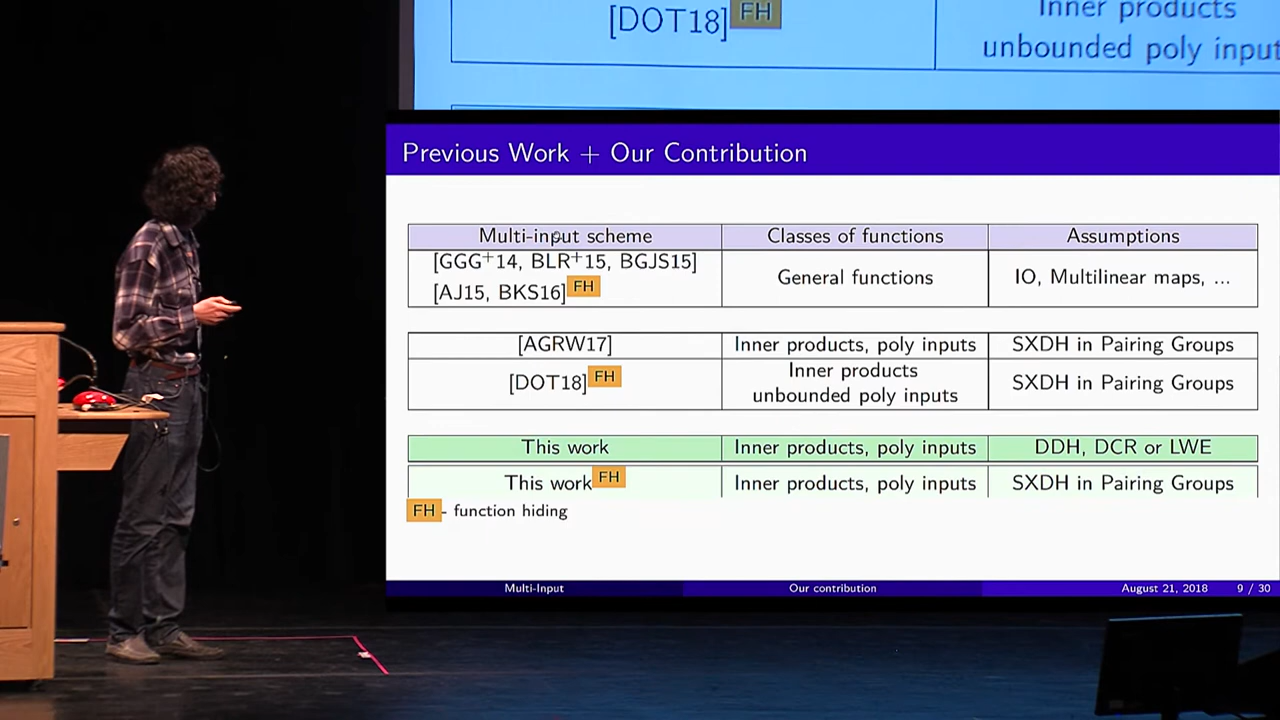 [DOT18] FH
Inner products
unbounded poly input
Previous Work + Our Contribution
Multi-input scheme Classes of functions Assumptions
[GGG+14, BLR+15, BGJS15]
[AJ15, BKS16] FH
General functions
IO, Multilinear maps, ...
[AGRW17] Inner products, poly inputs SXDH in Pairing Groups
[DOT18] FH
Inner products
unbounded poly inputs
SXDH in Pairing Groups
This work Inner products, poly inputs DDH, DCR or LWE
This work FH Inner products, poly inputs SXDH in Pairing Groups
FH - function hiding
Multi-Input Our contribution August 21, 2018 9 / 30